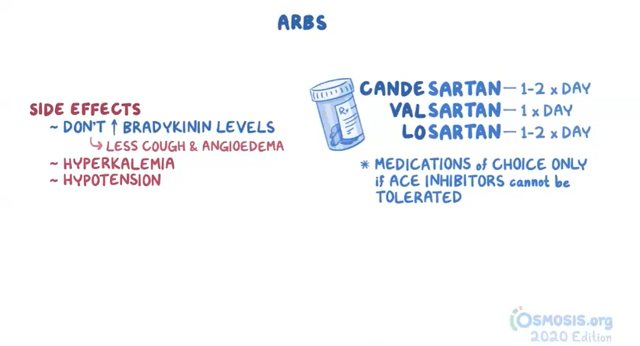 ARBS
SIDE EFFECTS
~ DON'T ↑ BRADYKININ LEVELS
↳ LESS COUGH & ANGIOEDEMA
~ HYPERKALEMIA
~ HYPOTENSION
Rx
CANDESARTAN — 1-2 x DAY
VALSARTAN — 1 x DAY
LOSARTAN — 1-2 x DAY
* MEDICATIONS of CHOICE ONLY
if ACE INHIBITORS cannot be
TOLERATED
OSMOSIS.org
2020 Edition